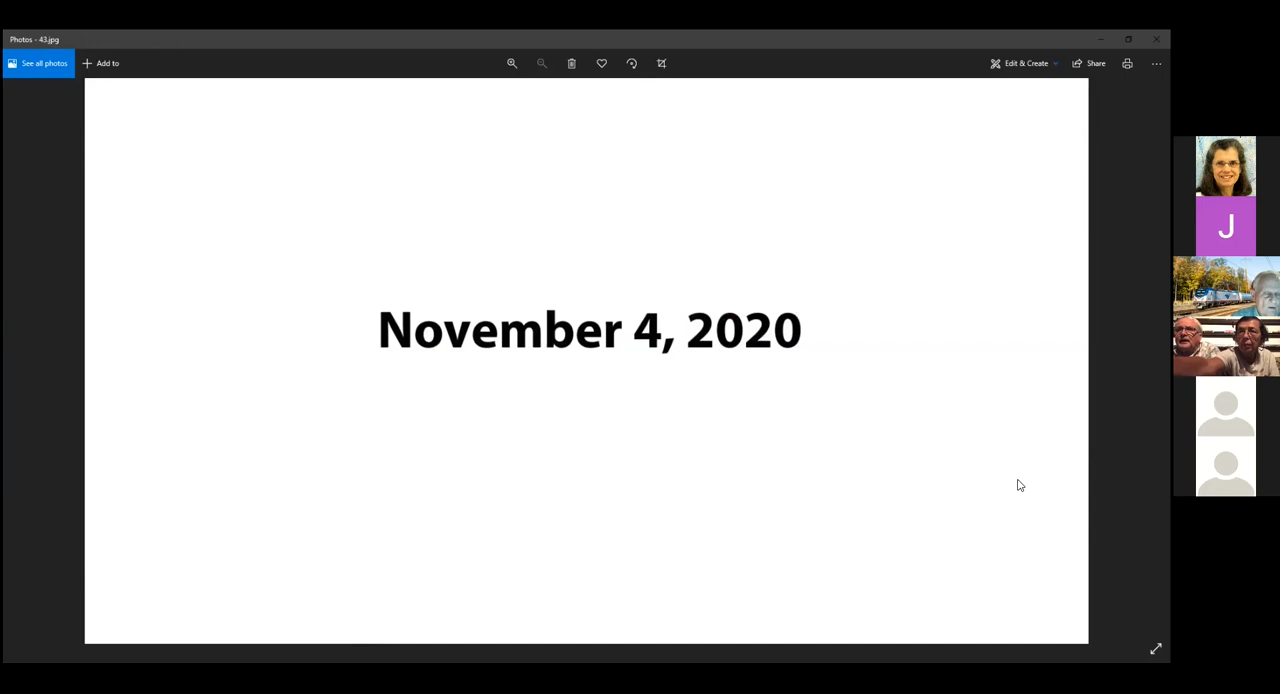 Photos - 43.jpg
See all photos
Add to
Edit & Create
Share
November 4, 2020
J